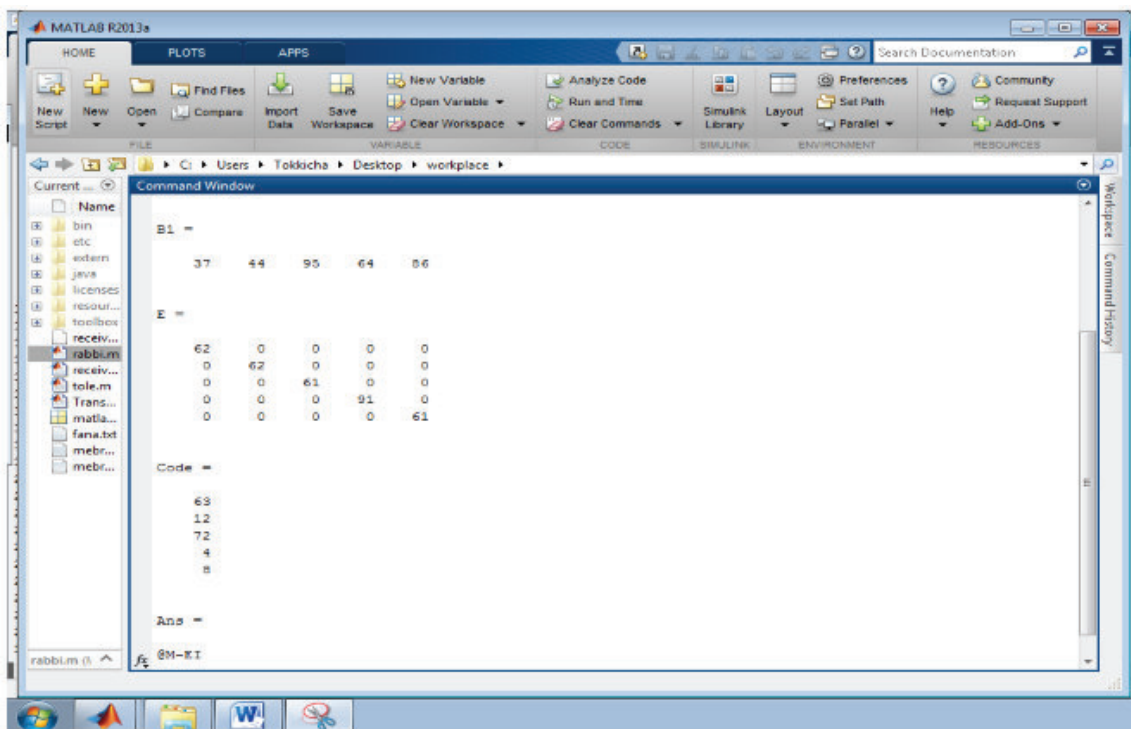 MATLAB R2013a
HOME PLOTS APPS Search Documentation
New Script New Open Find Files Compare Import Data Save Workspace New Variable Open Variable Clear Workspace Analyze Code Run and Time Clear Commands Simulink Library Layout Preferences Set Path Parallel Help Community Request Support Add-Ons
FILE VARIABLE CODE SIMULINK ENVIRONMENT RESOURCES
C: Users Tokkicha Desktop workplace
Current ...
Name
bin
etc
extern
java
licenses
resour...
toolbox
receiv...
rabbi.m
receiv...
tole.m
Trans...
matla...
fana.txt
mebr...
mebr...
rabbi.m
Command Window
B1 =
37 44 95 64 86
E =
62 0 0 0 0
0 62 0 0 0
0 0 61 0 0
0 0 0 91 0
0 0 0 0 61
Code =
63
12
72
4
8
Ans =
fx @M-KI
Workspace
Command History